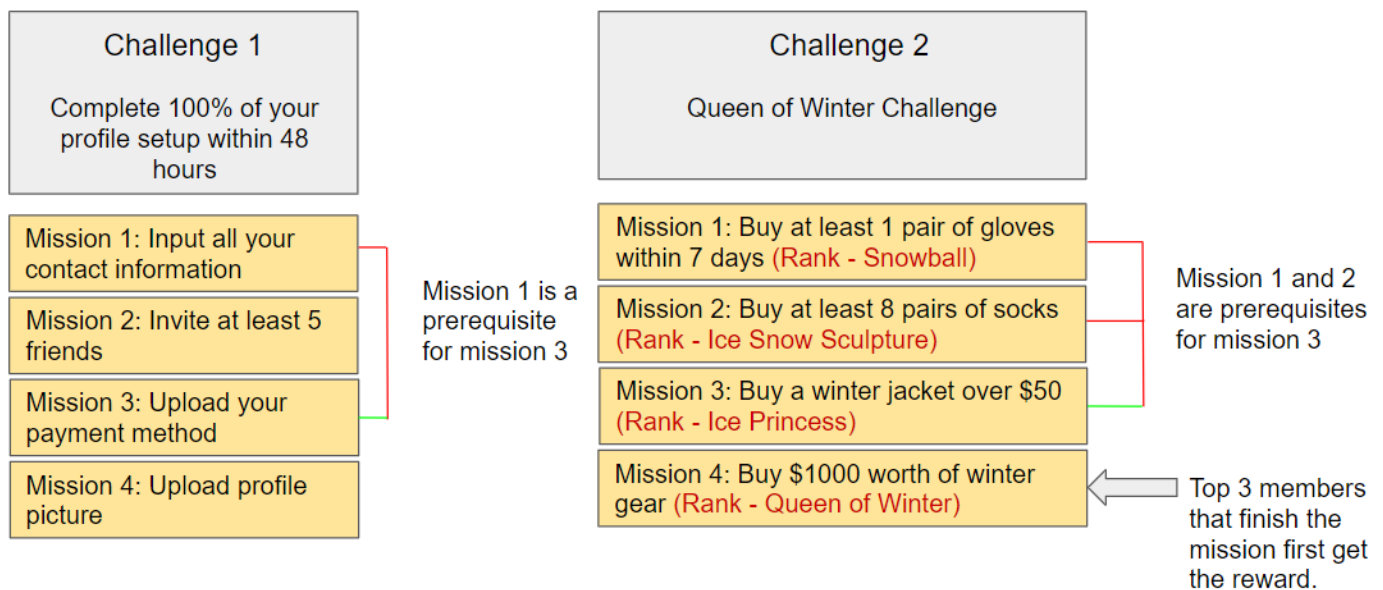 Challenge 1
Complete 100% of your
profile setup within 48
hours
Mission 1: Input all your
contact information
Mission 2: Invite at least 5
friends
Mission 3: Upload your
payment method
Mission 4: Upload profile
picture
Mission 1 is a
prerequisite
for mission 3
Challenge 2
Queen of Winter Challenge
Mission 1: Buy at least 1 pair of gloves
within 7 days (Rank - Snowball)
Mission 2: Buy at least 8 pairs of socks
(Rank - Ice Snow Sculpture)
Mission 3: Buy a winter jacket over $50
(Rank - Ice Princess)
Mission 4: Buy $1000 worth of winter
gear (Rank - Queen of Winter)
Mission 1 and 2
are prerequisites
for mission 3
Top 3 members
that finish the
mission first get
the reward.